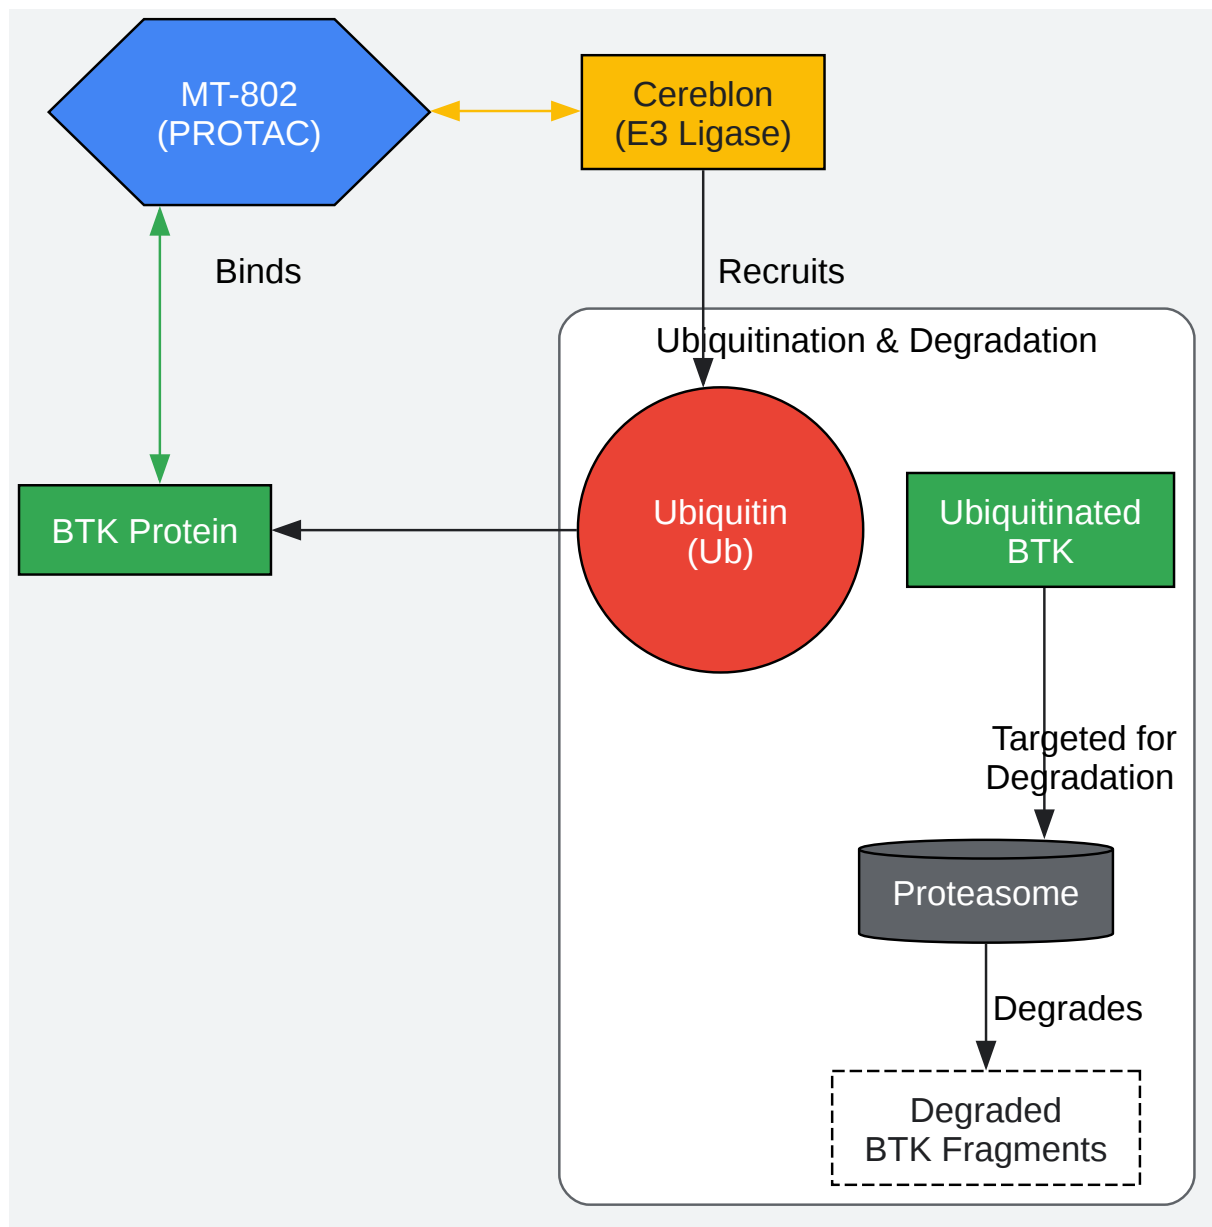 MT-802
(PROTAC)
Cereblon
(E3 Ligase)
Binds
Recruits
Ubiquitination & Degradation
BTK Protein
Ubiquitin
(Ub)
Ubiquitinated
BTK
Targeted for
Degradation
Proteasome
Degrades
Degraded
BTK Fragments